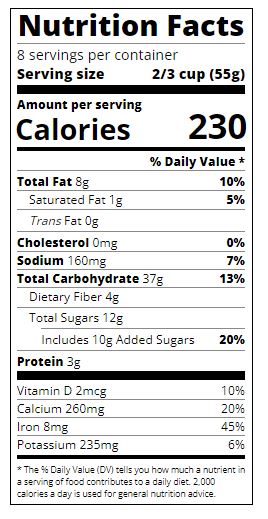 Nutrition Facts
8 servings per container
Serving size 2/3 cup (55g)
Amount per serving
Calories 230
% Daily Value *
Total Fat 8g 10%
Saturated Fat 1g 5%
Trans Fat 0g
Cholesterol 0mg 0%
Sodium 160mg 7%
Total Carbohydrate 37g 13%
Dietary Fiber 4g
Total Sugars 12g
Includes 10g Added Sugars 20%
Protein 3g
Vitamin D 2mcg 10%
Calcium 260mg 20%
Iron 8mg 45%
Potassium 235mg 6%
* The % Daily Value (DV) tells you how much a nutrient in
a serving of food contributes to a daily diet. 2,000
calories a day is used for general nutrition advice.